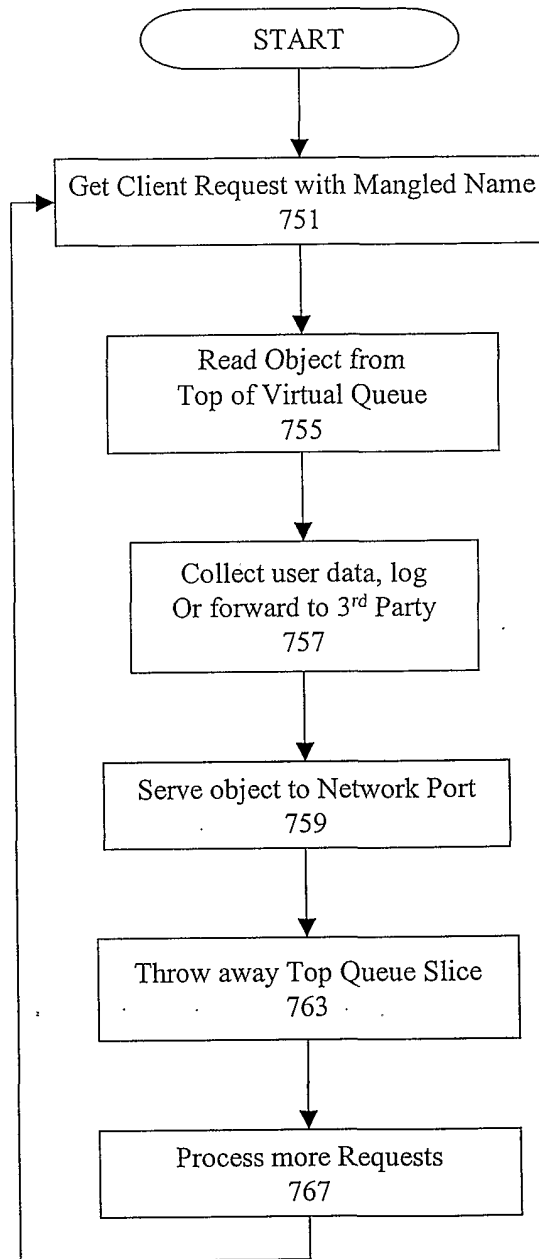 START
Get Client Request with Mangled Name
751
Read Object from
Top of Virtual Queue
755
Collect user data, log
Or forward to 3rd Party
757
Serve object to Network Port
759
Throw away Top Queue Slice
763
Process more Requests
767